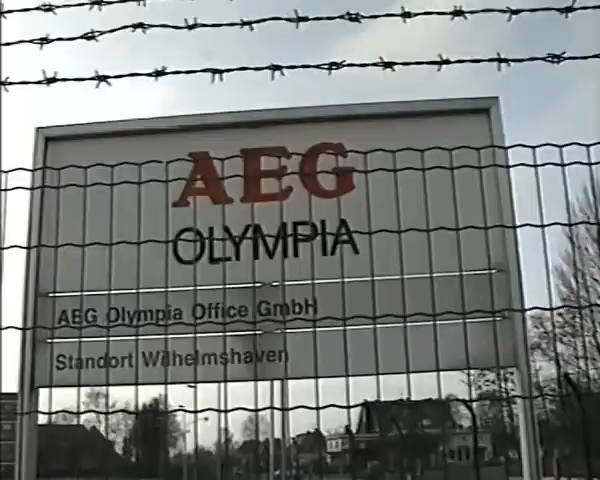 AEG
OLYMPIA
AEG Olympia Office GmbH
Standort Wilhelmshaven